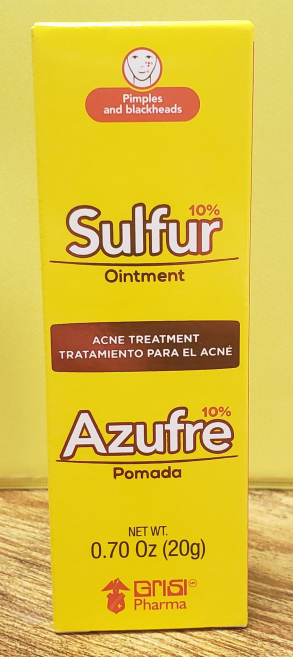 Pimples
and blackheads
10%
Sulfur
Ointment
ACNE TREATMENT
TRATAMIENTO PARA EL ACNÉ
10%
Azufre
Pomada
NET WT.
0.70 Oz (20g)
GRISI
Pharma